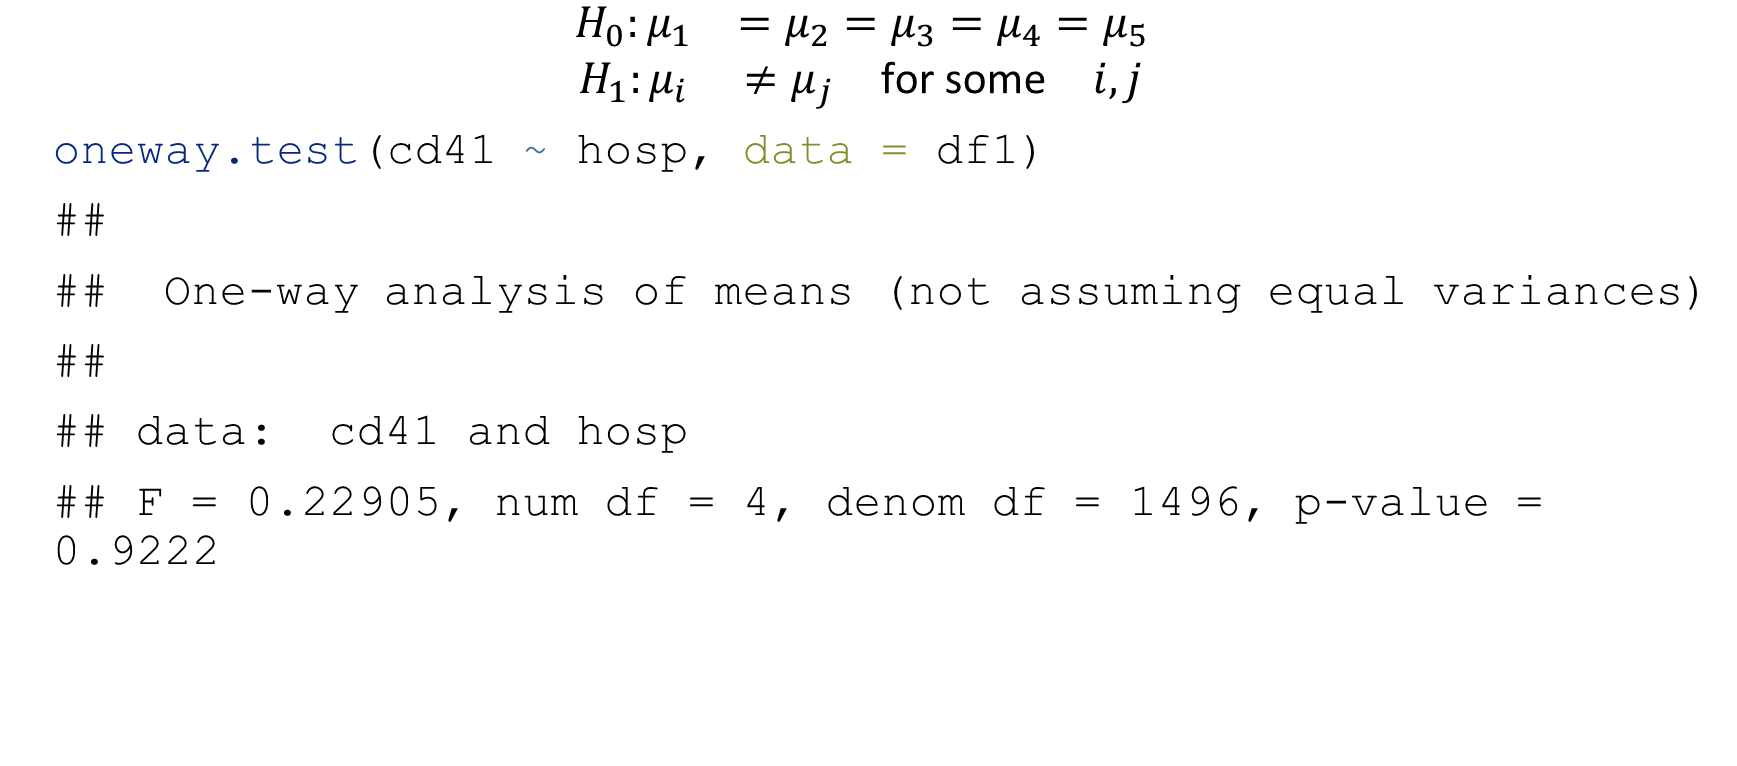 H₀: μ₁ = μ₂ = μ₃ = μ₄ = μ₅
H₁: μᵢ ≠ μⱼ for some i, j
oneway.test(cd41 ~ hosp, data = df1)
##
##  One-way analysis of means (not assuming equal variances)
##
## data:  cd41 and hosp
## F = 0.22905, num df = 4, denom df = 1496, p-value =
0.9222